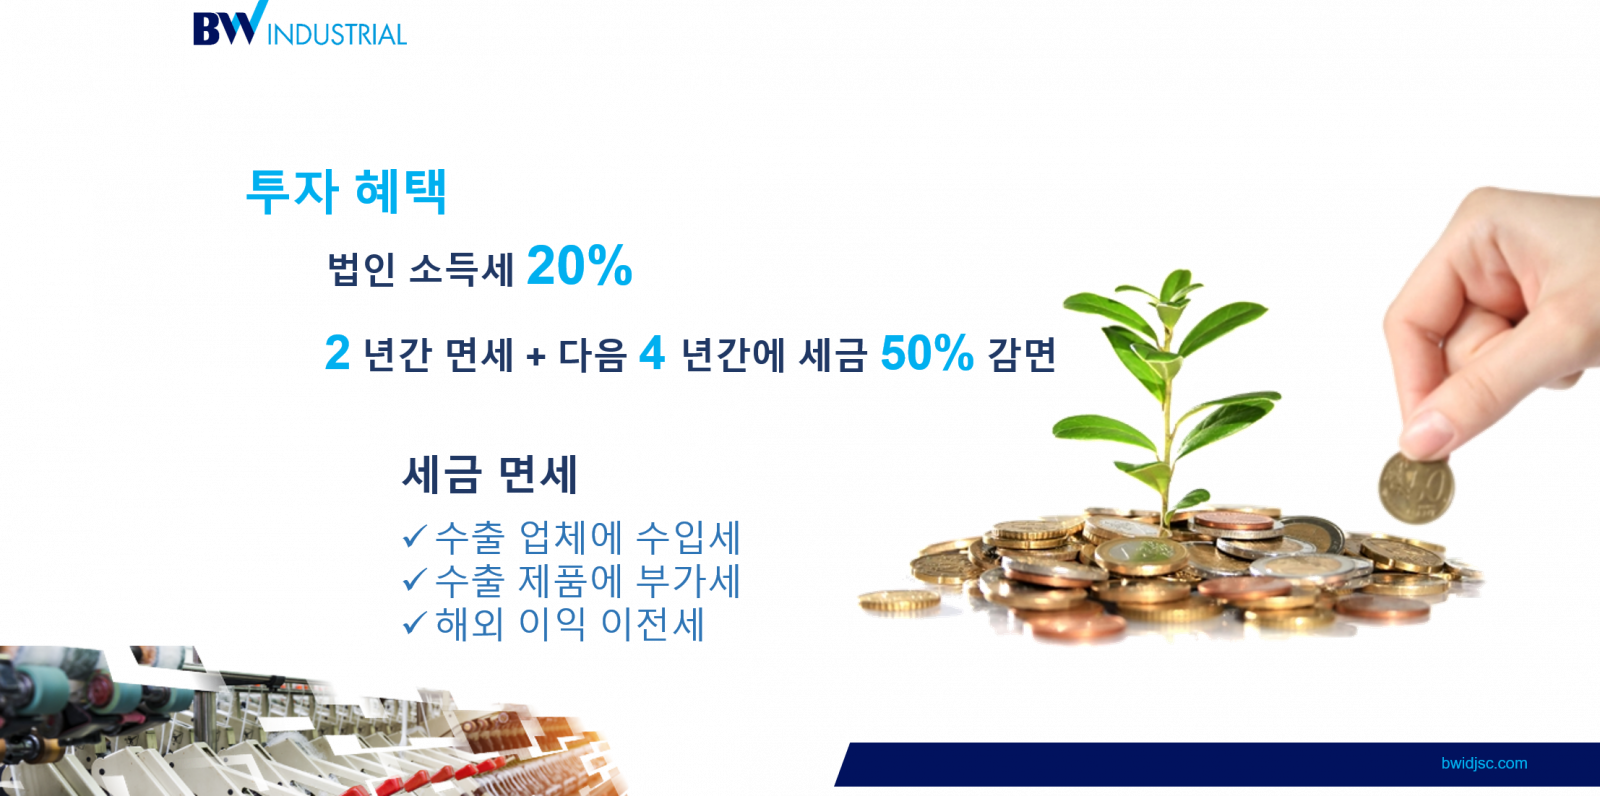 BW INDUSTRIAL
투자 혜택
법인 소득세 20%
2 년간 면세 + 다음 4 년간에 세금 50% 감면
세금 면세
✓ 수출 업체에 수입세
✓ 수출 제품에 부가세
✓ 해외 이익 이전세
bwidjsc.com